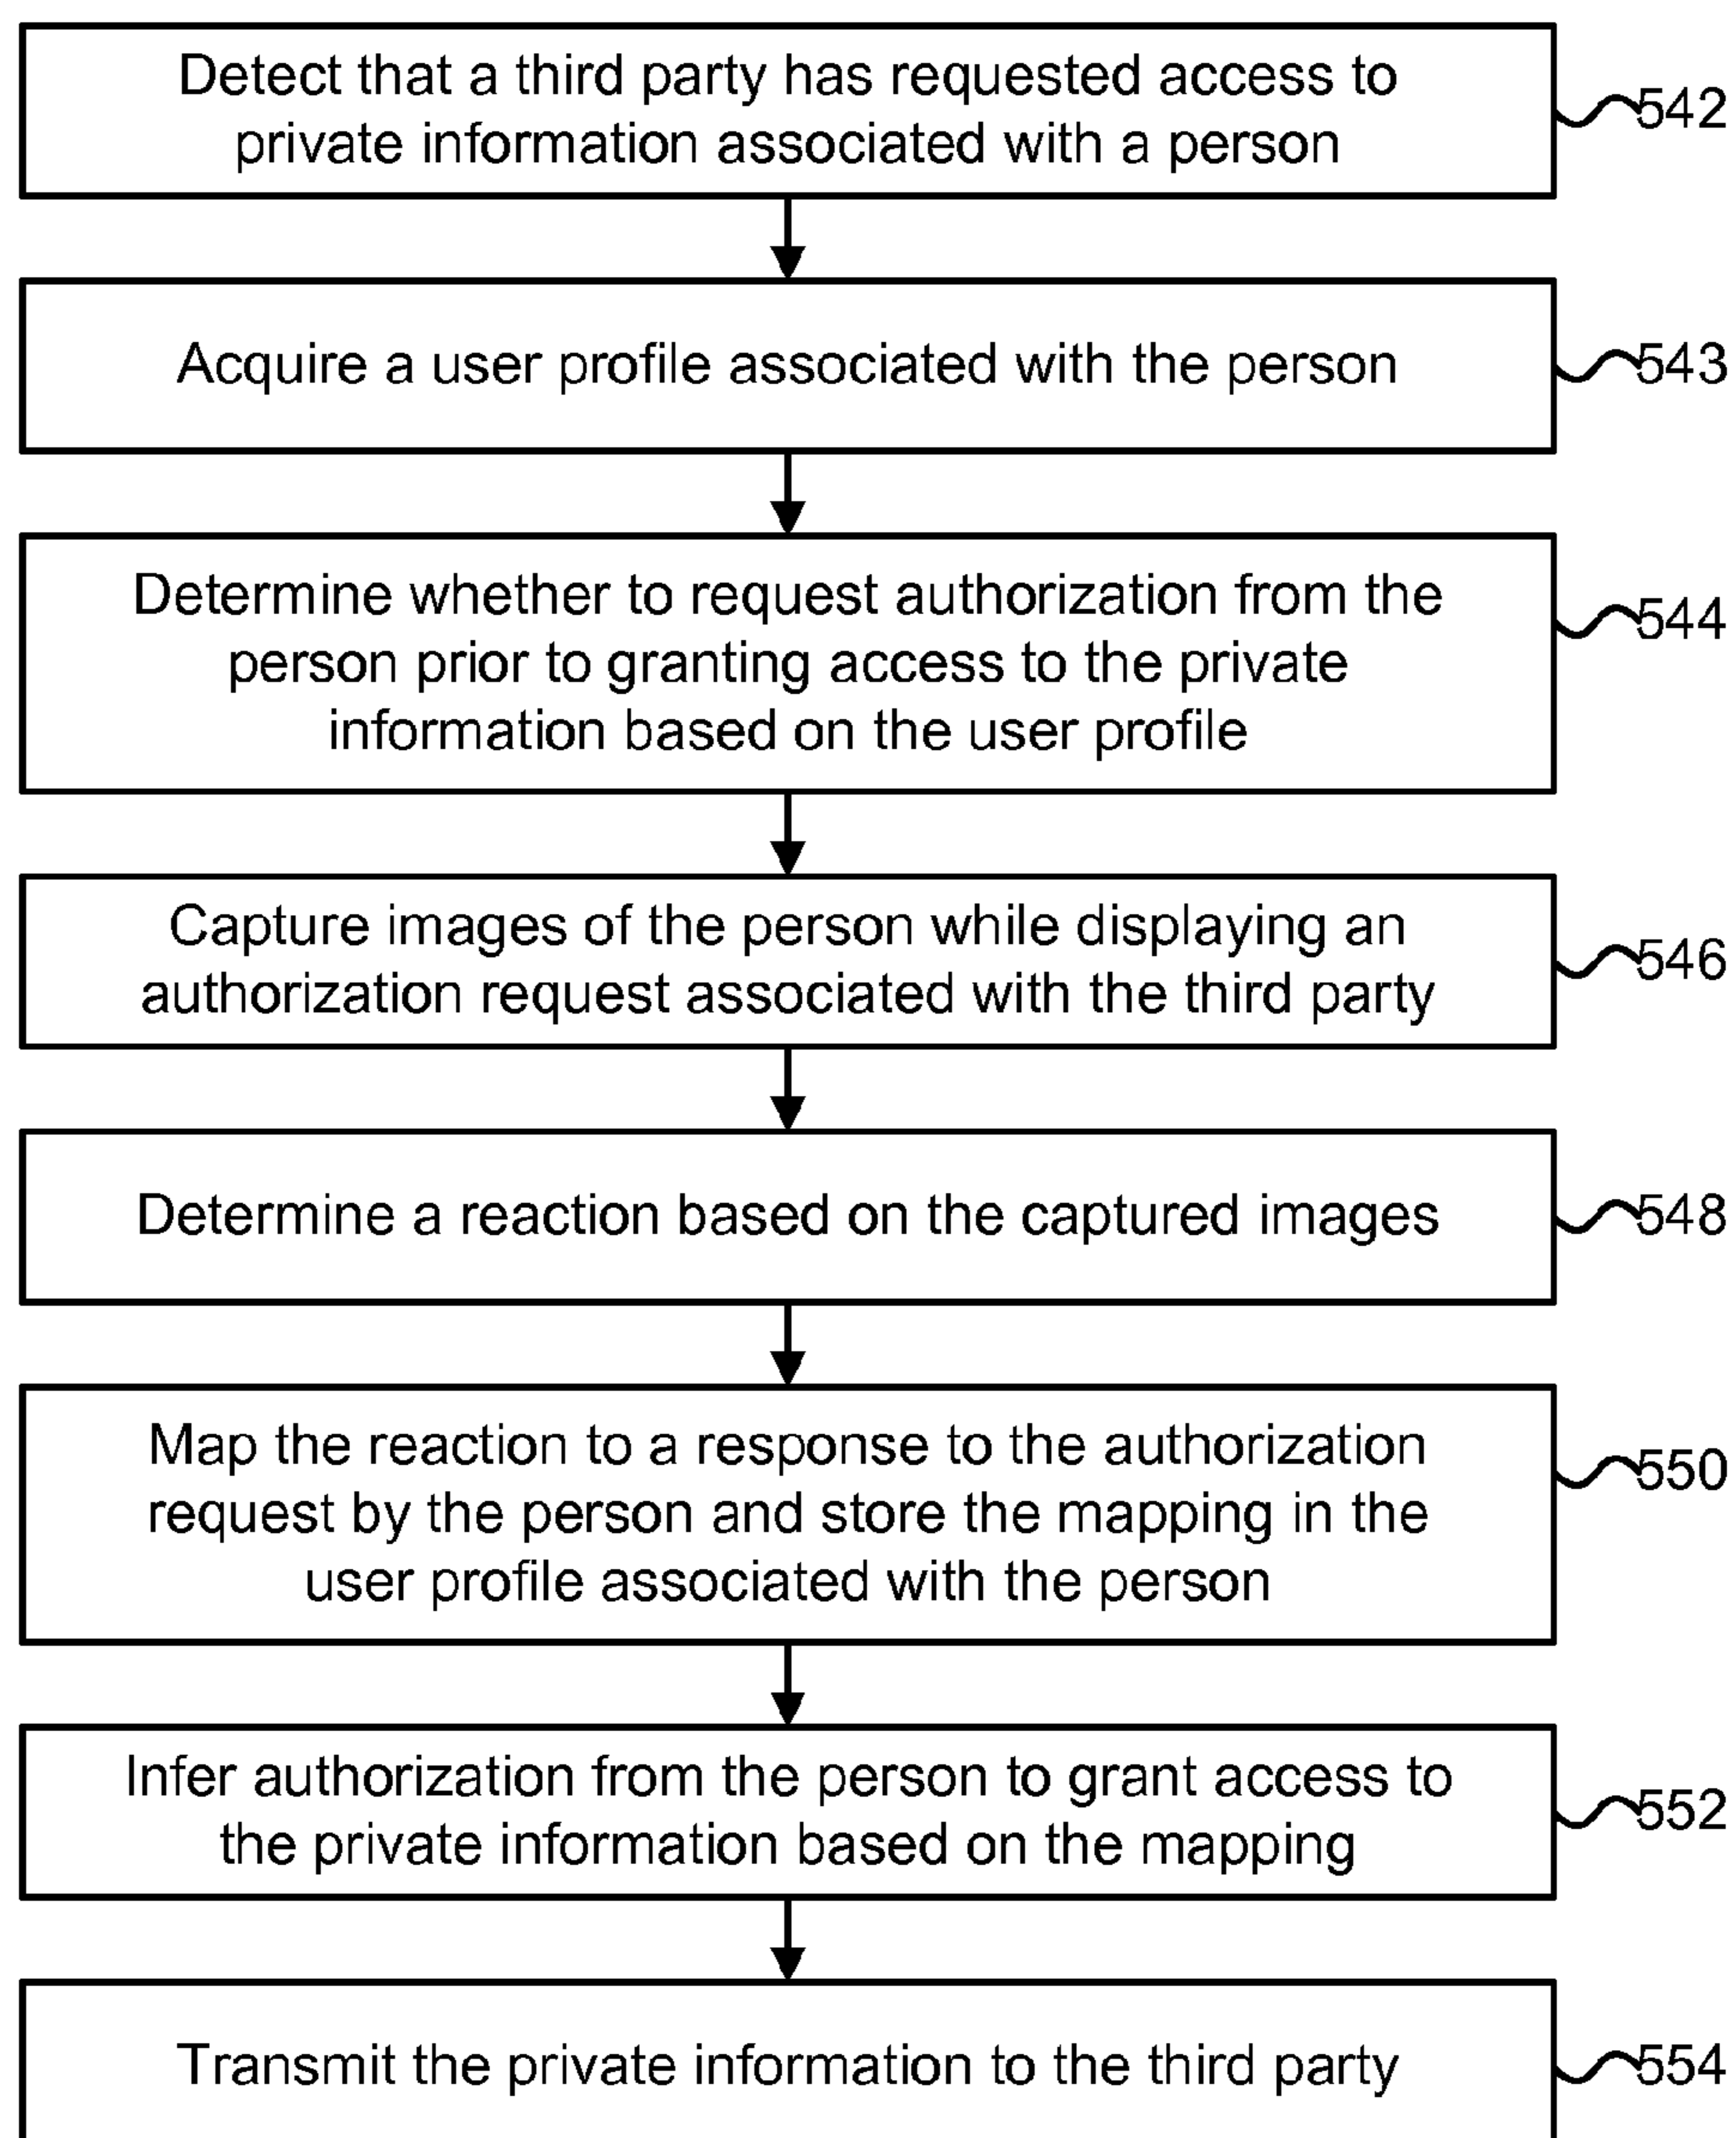 Detect that a third party has requested access to
private information associated with a person
542
Acquire a user profile associated with the person
543
Determine whether to request authorization from the
person prior to granting access to the private
information based on the user profile
544
Capture images of the person while displaying an
authorization request associated with the third party
546
Determine a reaction based on the captured images
548
Map the reaction to a response to the authorization
request by the person and store the mapping in the
user profile associated with the person
550
Infer authorization from the person to grant access to
the private information based on the mapping
552
Transmit the private information to the third party
554